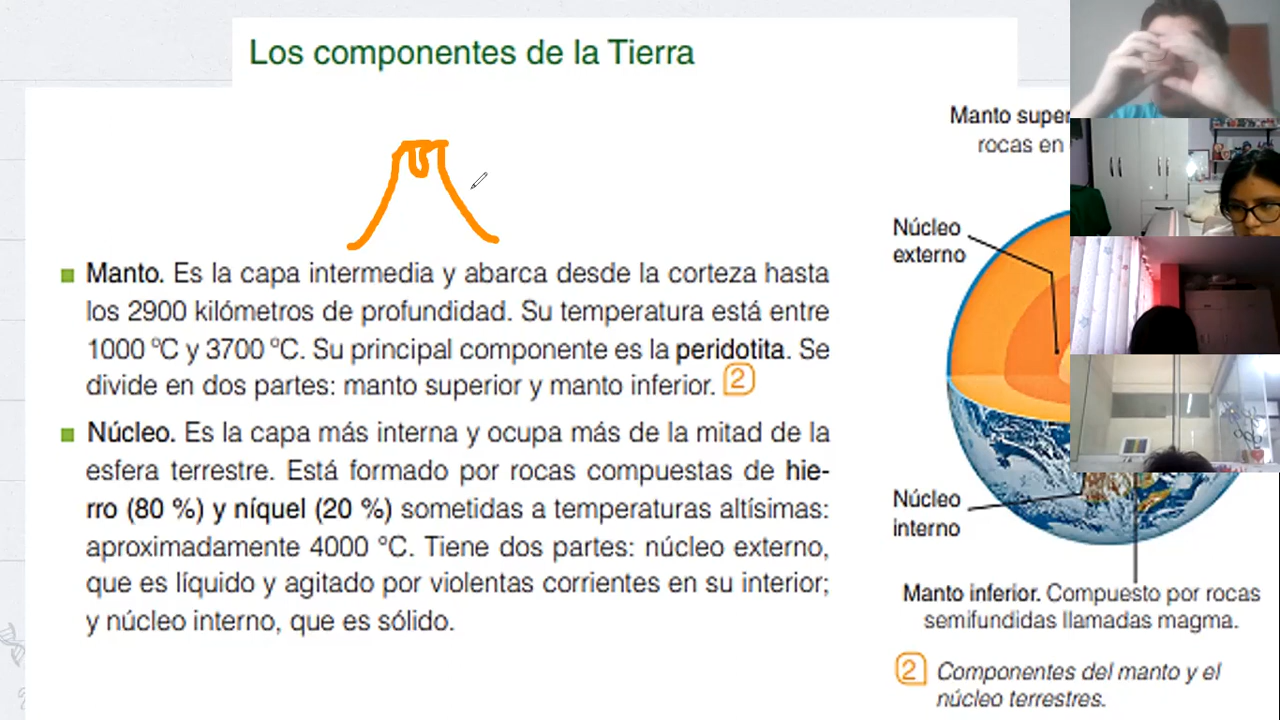 Los componentes de la Tierra
Manto. Es la capa intermedia y abarca desde la corteza hasta
los 2900 kilómetros de profundidad. Su temperatura está entre
1000 ºC y 3700 ºC. Su principal componente es la peridotita. Se
divide en dos partes: manto superior y manto inferior. 2
Núcleo. Es la capa más interna y ocupa más de la mitad de la
esfera terrestre. Está formado por rocas compuestas de hie-
rro (80 %) y níquel (20 %) sometidas a temperaturas altísimas:
aproximadamente 4000 °C. Tiene dos partes: núcleo externo,
que es líquido y agitado por violentas corrientes en su interior;
y núcleo interno, que es sólido.
Manto super
rocas en
Núcleo
externo
Núcleo
interno
Manto inferior. Compuesto por rocas
semifundidas llamadas magma.
2 Componentes del manto y el
núcleo terrestres.